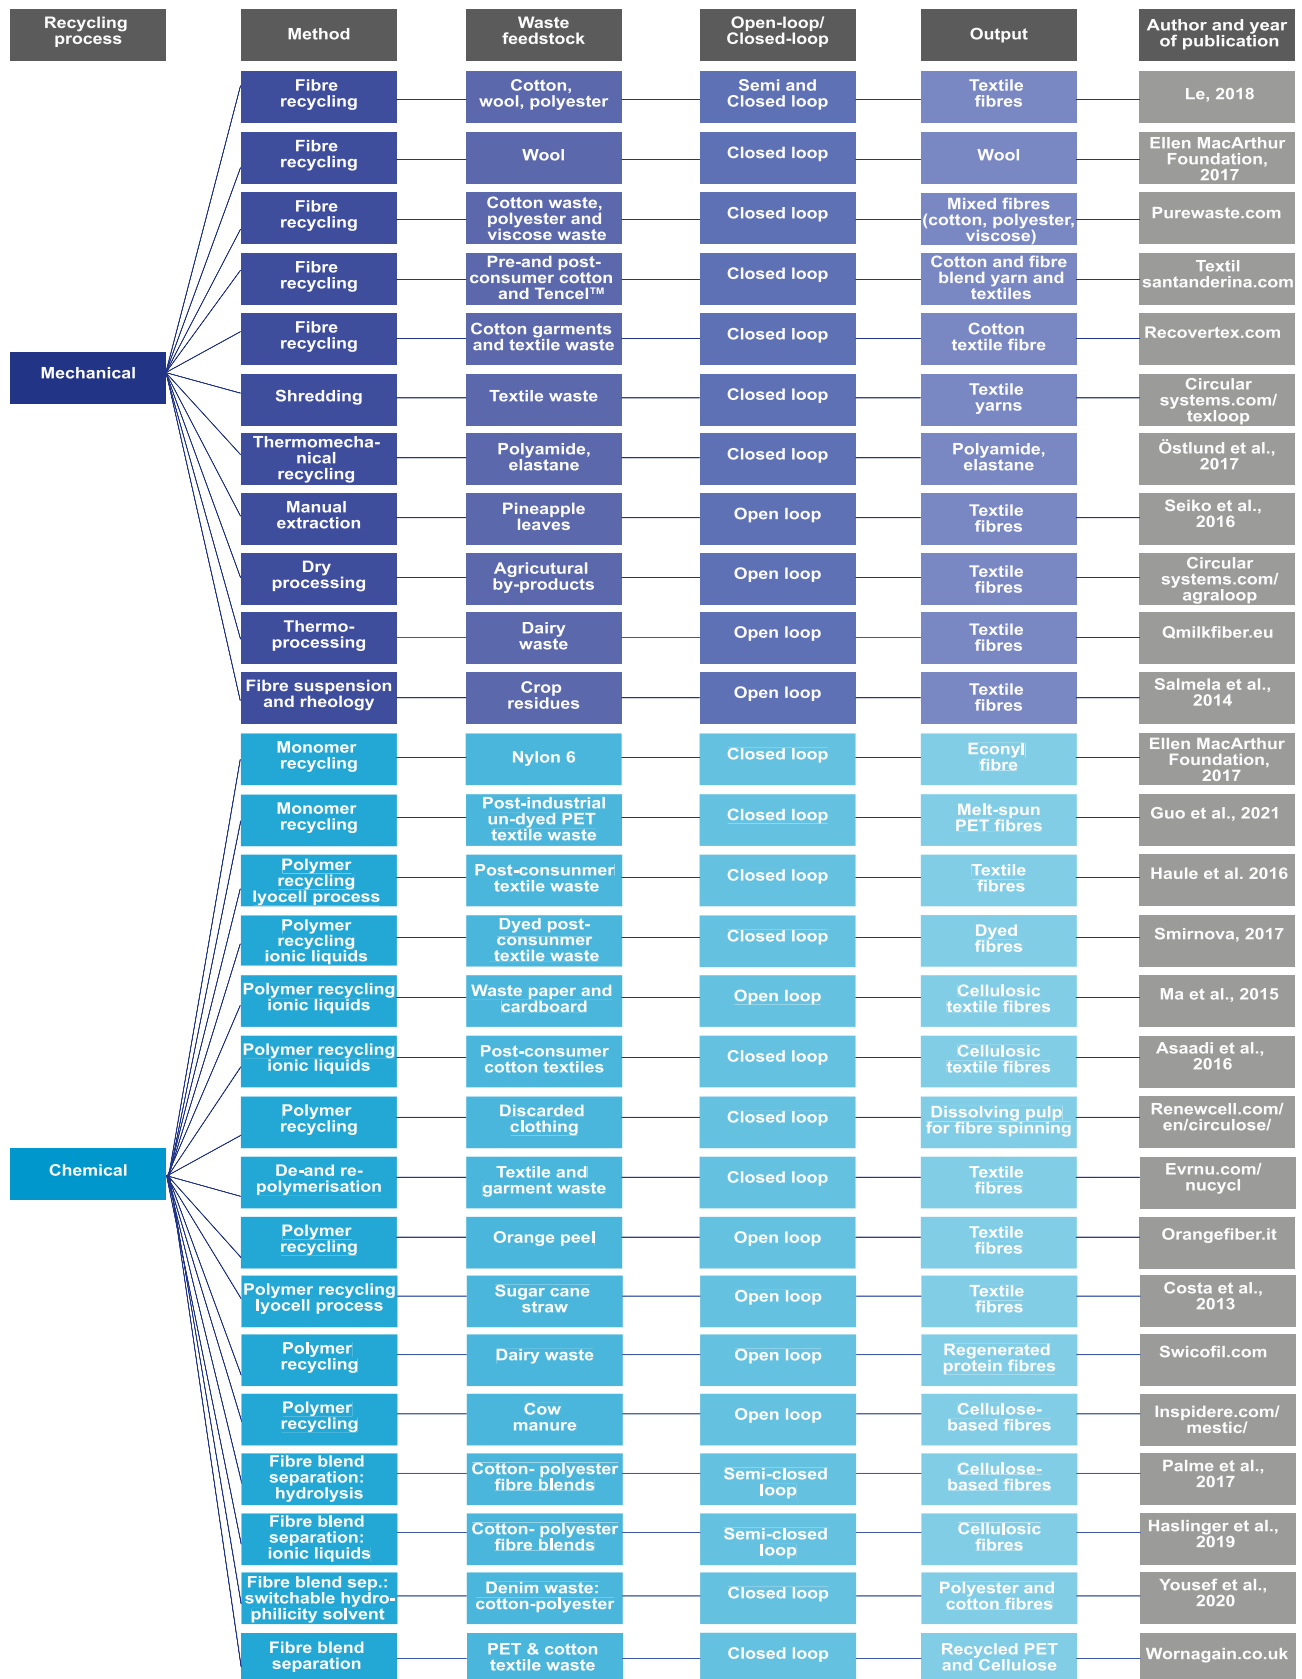 Recycling
process
Method
Waste
feedstock
Open-loop/
Closed-loop
Output
Author and year
of publication
Mechanical
Fibre
recycling
Cotton,
wool, polyester
Semi and
Closed loop
Textile
fibres
Le, 2018
Fibre
recycling
Wool
Closed loop
Wool
Ellen MacArthur
Foundation,
2017
Fibre
recycling
Cotton waste,
polyester and
viscose waste
Closed loop
Mixed fibres
(cotton, polyester,
viscose)
Purewaste.com
Fibre
recycling
Pre-and post-
consumer cotton
and Tencel™
Closed loop
Cotton and fibre
blend yarn and
textiles
Textil
santanderina.com
Fibre
recycling
Cotton garments
and textile waste
Closed loop
Cotton
textile fibre
Recovertex.com
Shredding
Textile waste
Closed loop
Textile
yarns
Circular
systems.com/
texloop
Thermomecha-
nical
recycling
Polyamide,
elastane
Closed loop
Polyamide,
elastane
Östlund et al.,
2017
Manual
extraction
Pineapple
leaves
Open loop
Textile
fibres
Seiko et al.,
2016
Dry
processing
Agricutural
by-products
Open loop
Textile
fibres
Circular
systems.com/
agraloop
Thermo-
processing
Dairy
waste
Open loop
Textile
fibres
Qmilkfiber.eu
Fibre suspension
and rheology
Crop
residues
Open loop
Textile
fibres
Salmela et al.,
2014
Chemical
Monomer
recycling
Nylon 6
Closed loop
Econyl
fibre
Ellen MacArthur
Foundation,
2017
Monomer
recycling
Post-industrial
un-dyed PET
textile waste
Closed loop
Melt-spun
PET fibres
Guo et al., 2021
Polymer
recycling
lyocell process
Post-consunmer
textile waste
Closed loop
Textile
fibres
Haule et al. 2016
Polymer
recycling
ionic liquids
Dyed post-
consunmer
textile waste
Closed loop
Dyed
fibres
Smirnova, 2017
Polymer recycling
ionic liquids
Waste paper and
cardboard
Open loop
Cellulosic
textile fibres
Ma et al., 2015
Polymer recycling
ionic liquids
Post-consumer
cotton textiles
Closed loop
Cellulosic
textile fibres
Asaadi et al.,
2016
Polymer
recycling
Discarded
clothing
Closed loop
Dissolving pulp
for fibre spinning
Renewcell.com/
en/circulose/
De-and re-
polymerisation
Textile and
garment waste
Closed loop
Textile
fibres
Evrnu.com/
nucycl
Polymer
recycling
Orange peel
Open loop
Textile
fibres
Orangefiber.it
Polymer recycling
lyocell process
Sugar cane
straw
Open loop
Textile
fibres
Costa et al.,
2013
Polymer
recycling
Dairy waste
Open loop
Regenerated
protein fibres
Swicofil.com
Polymer
recycling
Cow
manure
Open loop
Cellulose-
based fibres
Inspidere.com/
mestic/
Fibre blend
separation:
hydrolysis
Cotton- polyester
fibre blends
Semi-closed
loop
Cellulose-
based fibres
Palme et al.,
2017
Fibre blend
separation:
ionic liquids
Cotton- polyester
fibre blends
Semi-closed
loop
Cellulosic
fibres
Haslinger et al.,
2019
Fibre blend sep.:
switchable hydro-
philicity solvent
Denim waste:
cotton-polyester
Closed loop
Polyester and
cotton fibres
Yousef et al.,
2020
Fibre blend
separation
PET & cotton
textile waste
Closed loop
Recycled PET
and Cellulose
Wornagain.co.uk